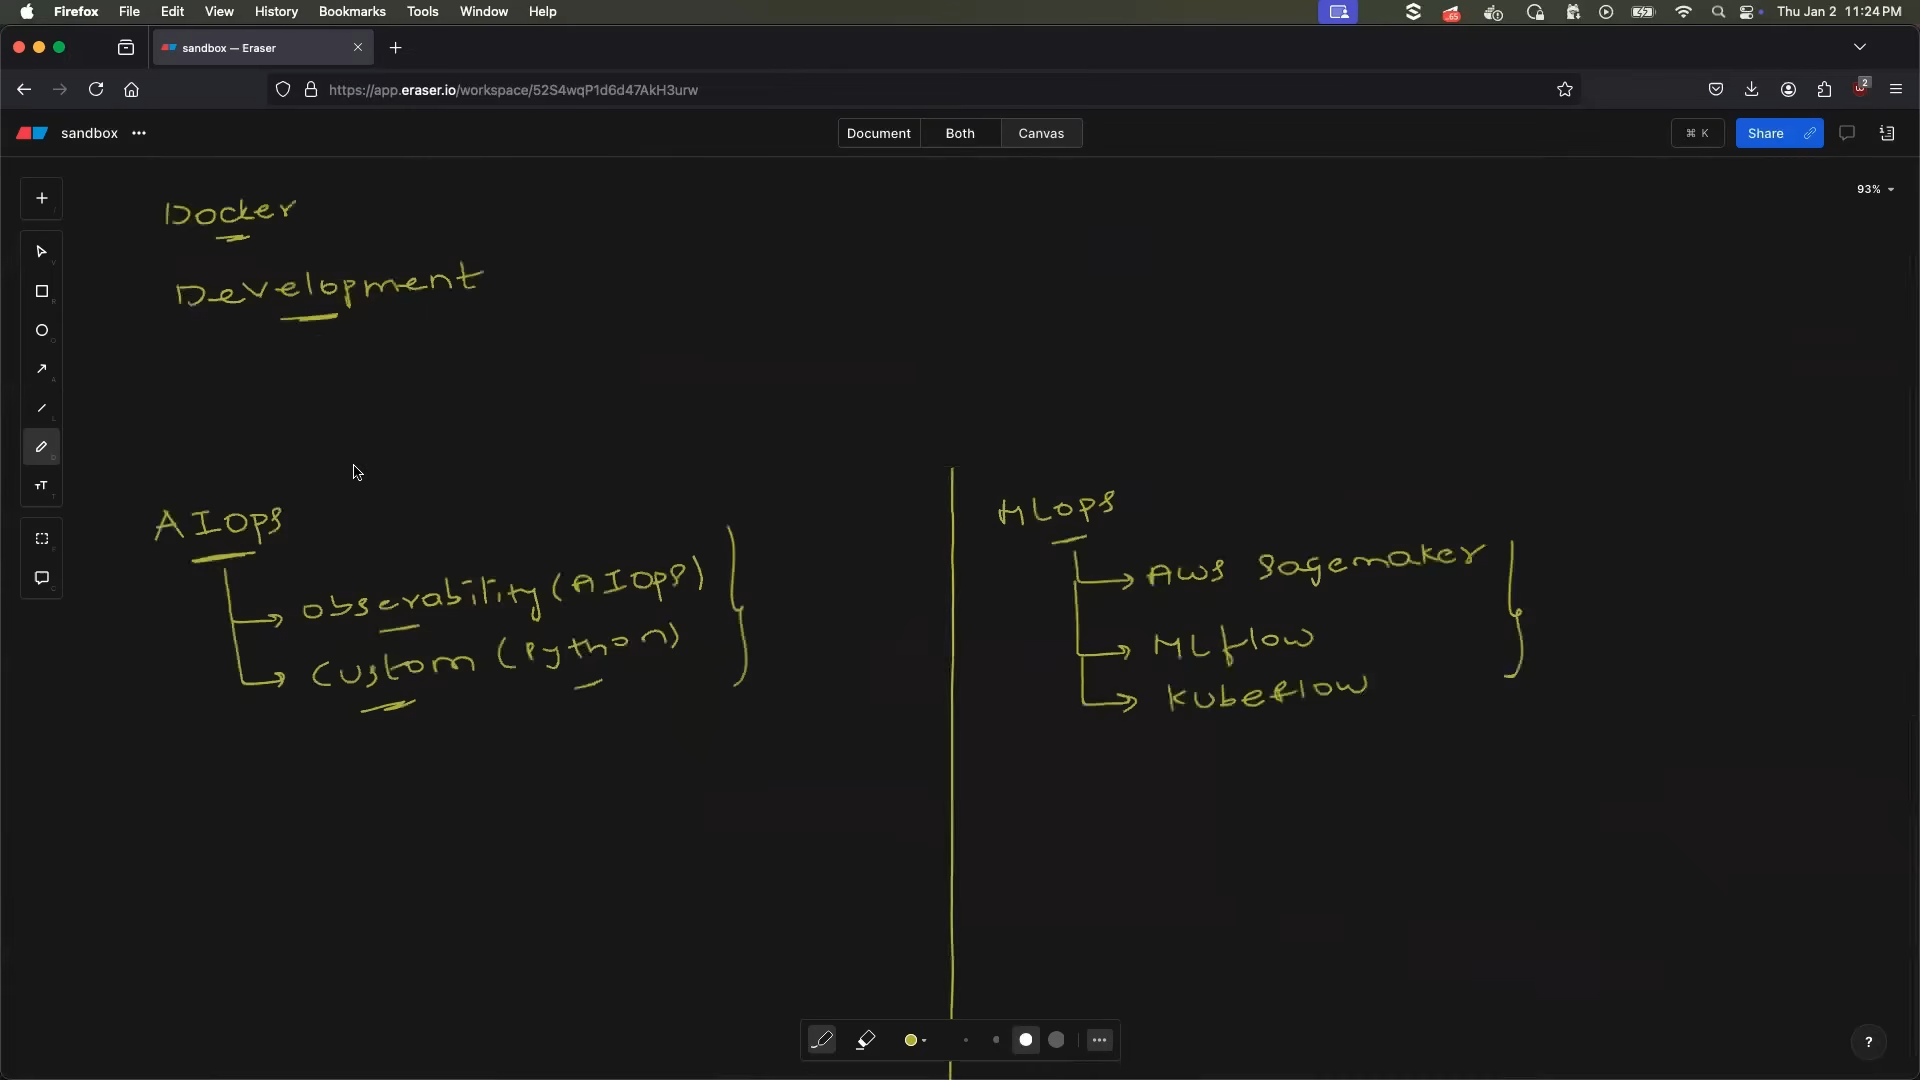 Firefox File Edit View History Bookmarks Tools Window Help
Thu Jan 2 11:24 PM
sandbox — Eraser
https://app.eraser.io/workspace/52S4wqP1d6d47AkH3urw
2
sandbox
Document Both Canvas
⌘ K
Share
93%
Docker
Development
AIOps
observability (AIOps)
Custom (Python)
MLops
AWS Sagemaker
MLflow
Kubeflow
TT
?